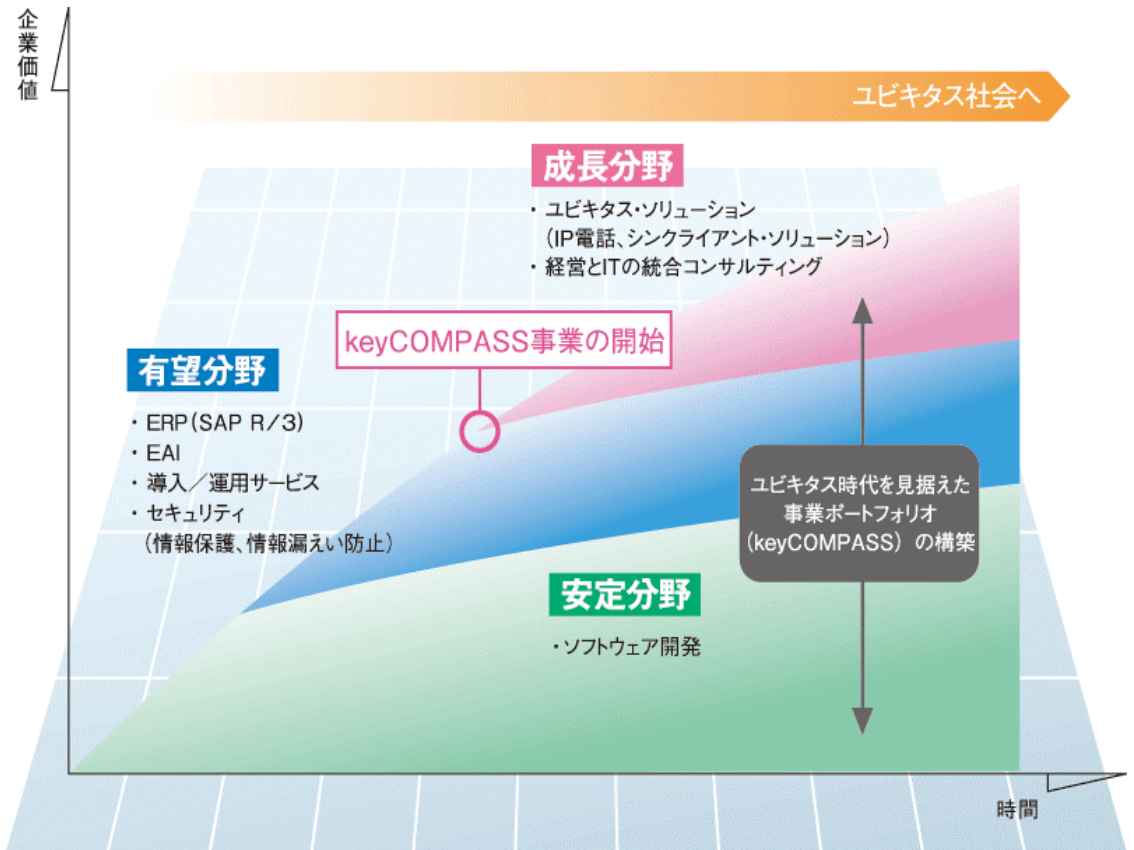 企業価値
ユビキタス社会へ
成長分野
・ ユビキタス・ソリューション
（IP電話、シンクライアント・ソリューション）
・ 経営とITの統合コンサルティング
keyCOMPASS事業の開始
有望分野
・ ERP（SAP R／3）
・ EAI
・ 導入／運用サービス
・ セキュリティ
（情報保護、情報漏えい防止）
ユビキタス時代を見据えた
事業ポートフォリオ
（keyCOMPASS）の構築
安定分野
・ソフトウェア開発
時間